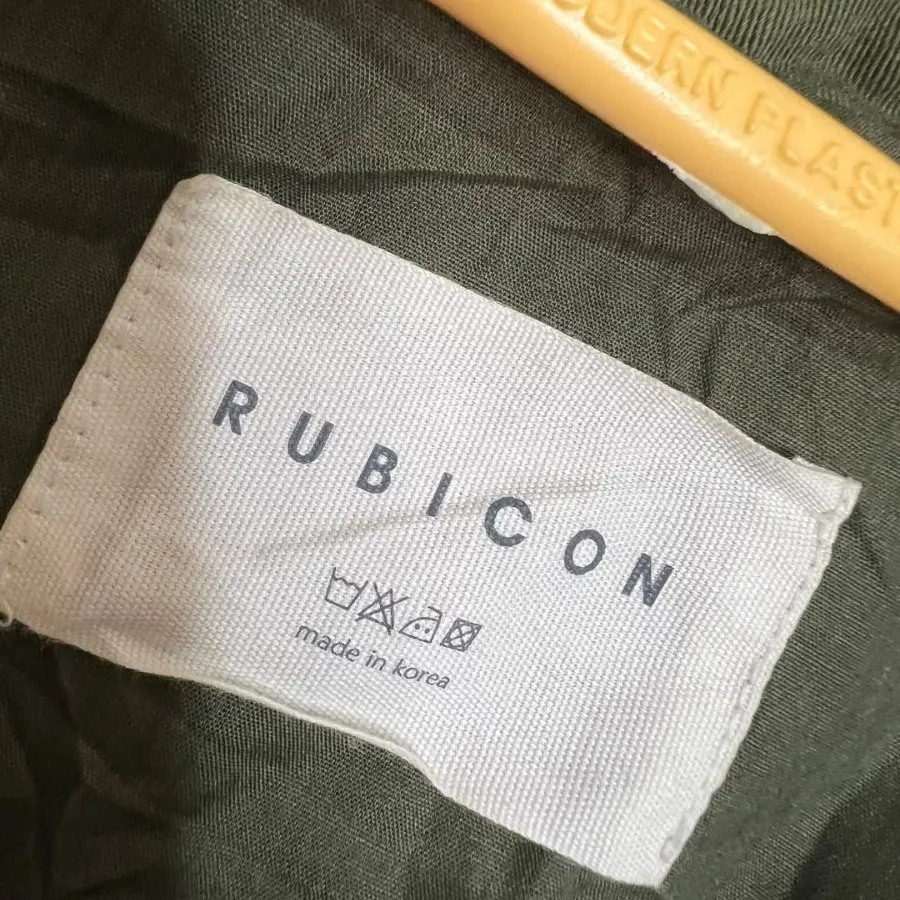 ODERN PLAST
RUBICON
made in korea